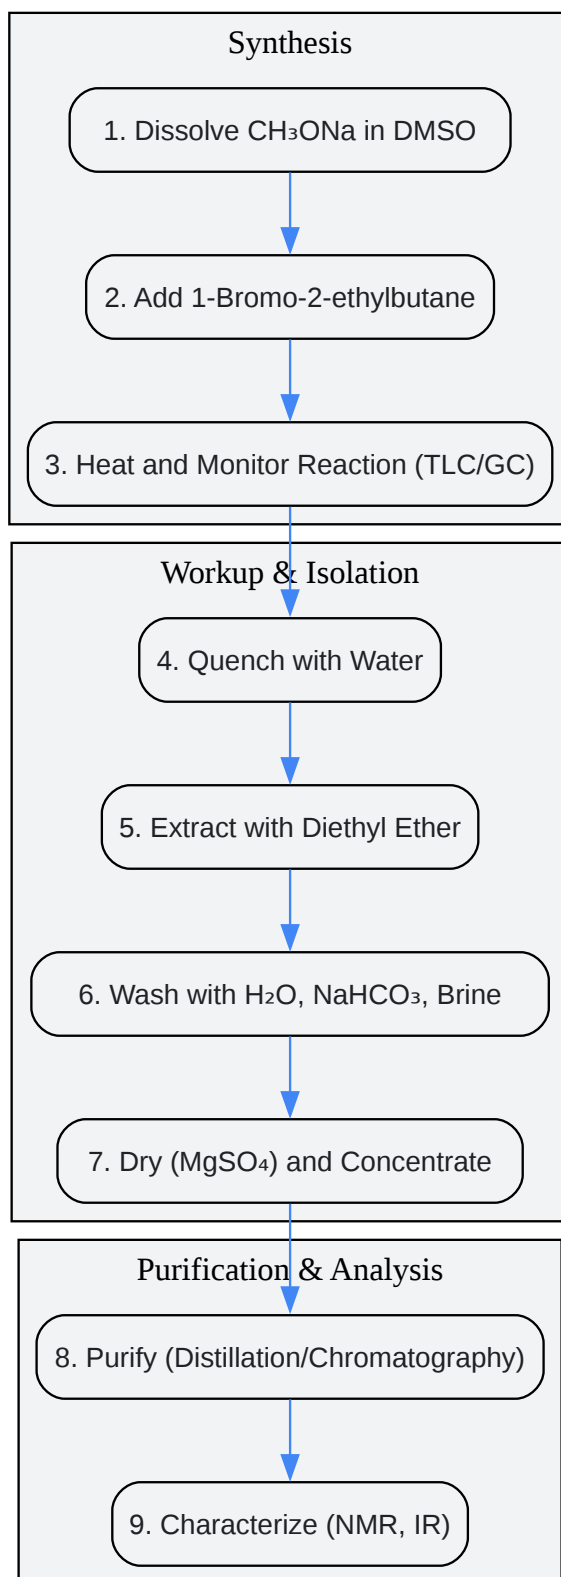 Synthesis
1. Dissolve CH₃ONa in DMSO
2. Add 1-Bromo-2-ethylbutane
3. Heat and Monitor Reaction (TLC/GC)
Workup & Isolation
4. Quench with Water
5. Extract with Diethyl Ether
6. Wash with H₂O, NaHCO₃, Brine
7. Dry (MgSO₄) and Concentrate
Purification & Analysis
8. Purify (Distillation/Chromatography)
9. Characterize (NMR, IR)